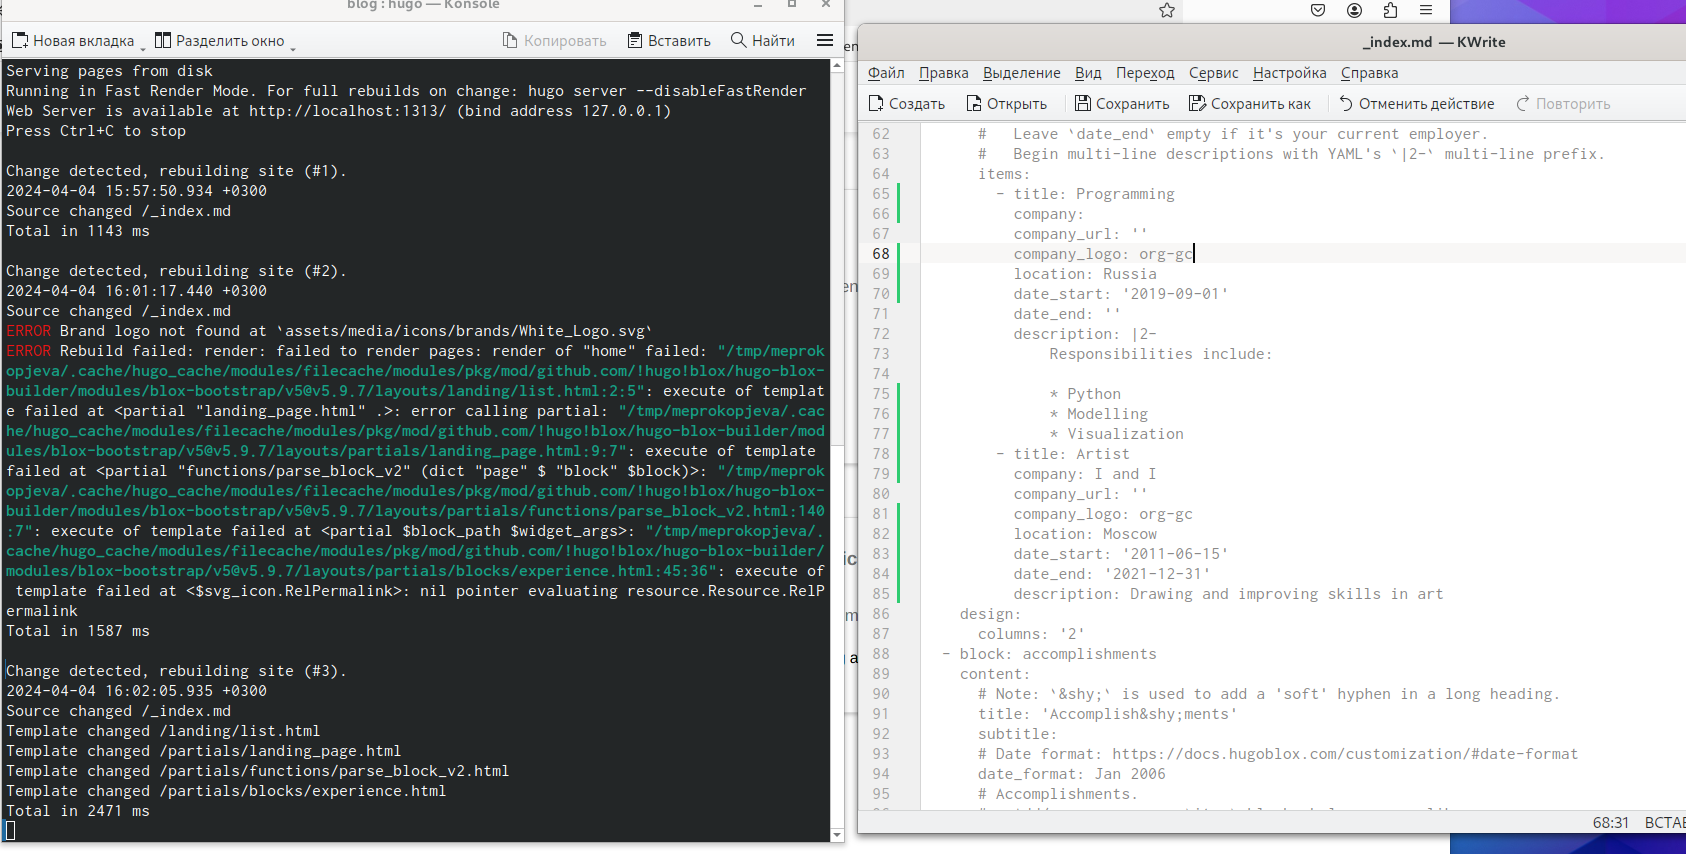 blog : hugo — Konsole
Новая вкладка
Разделить окно
Копировать
Вставить
Найти
Serving pages from disk
Running in Fast Render Mode. For full rebuilds on change: hugo server --disableFastRender
Web Server is available at http://localhost:1313/ (bind address 127.0.0.1)
Press Ctrl+C to stop
Change detected, rebuilding site (#1).
2024-04-04 15:57:50.934 +0300
Source changed /_index.md
Total in 1143 ms
Change detected, rebuilding site (#2).
2024-04-04 16:01:17.440 +0300
Source changed /_index.md
ERROR Brand logo not found at `assets/media/icons/brands/White_Logo.svg`
ERROR Rebuild failed: render: failed to render pages: render of "home" failed: "/tmp/meprok
opjeva/.cache/hugo_cache/modules/filecache/modules/pkg/mod/github.com/!hugo!blox/hugo-blox-
builder/modules/blox-bootstrap/v5@v5.9.7/layouts/landing/list.html:2:5": execute of templat
e failed at <partial "landing_page.html" .>: error calling partial: "/tmp/meprokopjeva/.cac
he/hugo_cache/modules/filecache/modules/pkg/mod/github.com/!hugo!blox/hugo-blox-builder/mod
ules/blox-bootstrap/v5@v5.9.7/layouts/partials/landing_page.html:9:7": execute of template
failed at <partial "functions/parse_block_v2" (dict "page" $ "block" $block)>: "/tmp/meprok
opjeva/.cache/hugo_cache/modules/filecache/modules/pkg/mod/github.com/!hugo!blox/hugo-blox-
builder/modules/blox-bootstrap/v5@v5.9.7/layouts/partials/functions/parse_block_v2.html:140
:7": execute of template failed at <partial $block_path $widget_args>: "/tmp/meprokopjeva/.
cache/hugo_cache/modules/filecache/modules/pkg/mod/github.com/!hugo!blox/hugo-blox-builder/
modules/blox-bootstrap/v5@v5.9.7/layouts/partials/blocks/experience.html:45:36": execute of
 template failed at <$svg_icon.RelPermalink>: nil pointer evaluating resource.Resource.RelP
ermalink
Total in 1587 ms
Change detected, rebuilding site (#3).
2024-04-04 16:02:05.935 +0300
Source changed /_index.md
Template changed /landing/list.html
Template changed /partials/landing_page.html
Template changed /partials/functions/parse_block_v2.html
Template changed /partials/blocks/experience.html
Total in 2471 ms
_index.md — KWrite
Файл Правка Выделение Вид Переход Сервис Настройка Справка
Создать Открыть Сохранить Сохранить как Отменить действие Повторить
62 #   Leave `date_end` empty if it's your current employer.
63 #   Begin multi-line descriptions with YAML's `|2-` multi-line prefix.
64 items:
65 - title: Programming
66 company:
67 company_url: ''
68 company_logo: org-gc
69 location: Russia
70 date_start: '2019-09-01'
71 date_end: ''
72 description: |2-
73 Responsibilities include:
74
75 * Python
76 * Modelling
77 * Visualization
78 - title: Artist
79 company: I and I
80 company_url: ''
81 company_logo: org-gc
82 location: Moscow
83 date_start: '2011-06-15'
84 date_end: '2021-12-31'
85 description: Drawing and improving skills in art
86 design:
87 columns: '2'
88 - block: accomplishments
89 content:
90 # Note: `&shy;` is used to add a 'soft' hyphen in a long heading.
91 title: 'Accomplish&shy;ments'
92 subtitle:
93 # Date format: https://docs.hugoblox.com/customization/#date-format
94 date_format: Jan 2006
95 # Accomplishments.
68:31 ВСТАВ